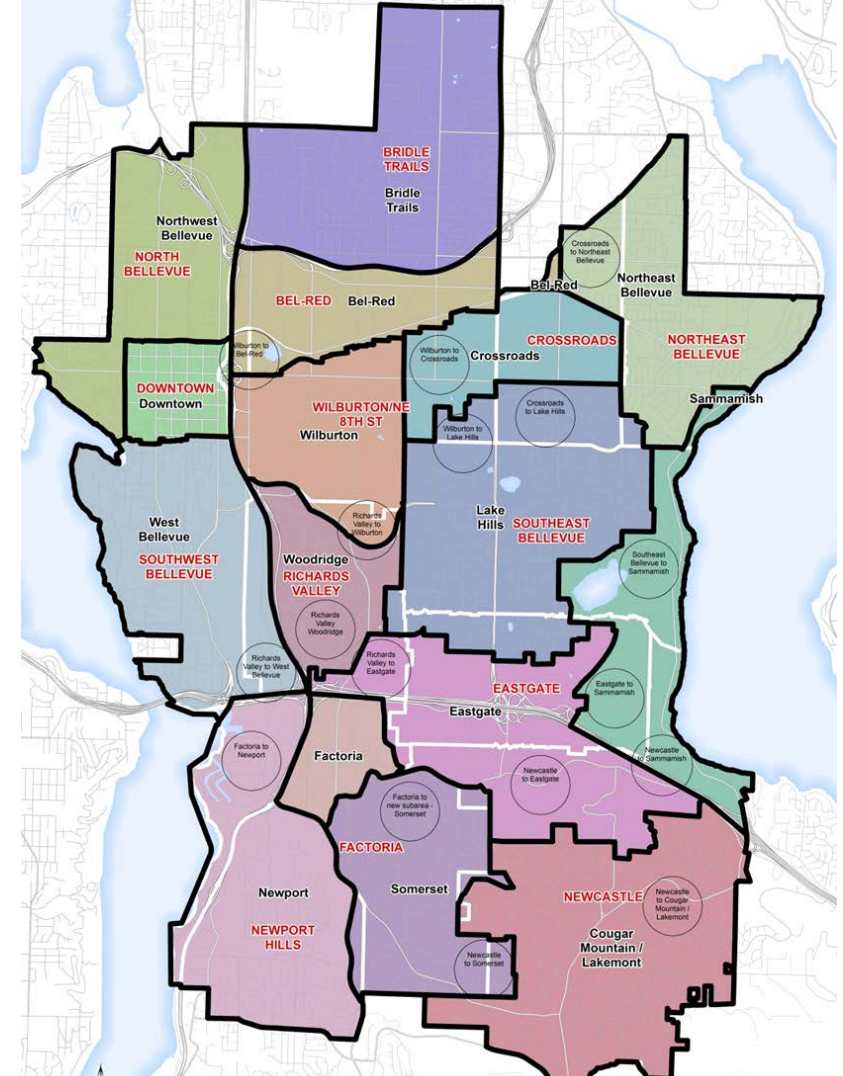 BRIDLE
TRAILS
Bridle
Trails
Northwest
Bellevue
NORTH
BELLEVUE
Crossroads
to Northeast
Bellevue
Northeast
Bellevue
Bel-Red
BEL-RED
Bel-Red
Wilburton to
Bel-Red
Wilburton to
Crossroads
CROSSROADS
Crossroads
NORTHEAST
BELLEVUE
DOWNTOWN
Downtown
WILBURTON/NE
8TH ST
Wilburton
Sammamish
Crossroads
to Lake Hills
Wilburton to
Lake Hills
West
Bellevue
SOUTHWEST
BELLEVUE
Richards
Valley to
Wilburton
Lake
Hills
SOUTHEAST
BELLEVUE
Woodridge
RICHARDS
VALLEY
Southeast
Bellevue to
Sammamish
Richards
Valley
Woodridge
Richards
Valley to West
Bellevue
Richards
Valley to
Eastgate
EASTGATE
Eastgate
Eastgate to
Sammamish
Factoria to
Newport
Factoria
Newcastle
to Sammamish
Newcastle
to Eastgate
Factoria to
new subarea -
Somerset
FACTORIA
Somerset
Newport
NEWPORT
HILLS
NEWCASTLE
Newcastle
to Cougar
Mountain /
Lakemont
Cougar
Mountain /
Lakemont
Newcastle
to Somerset